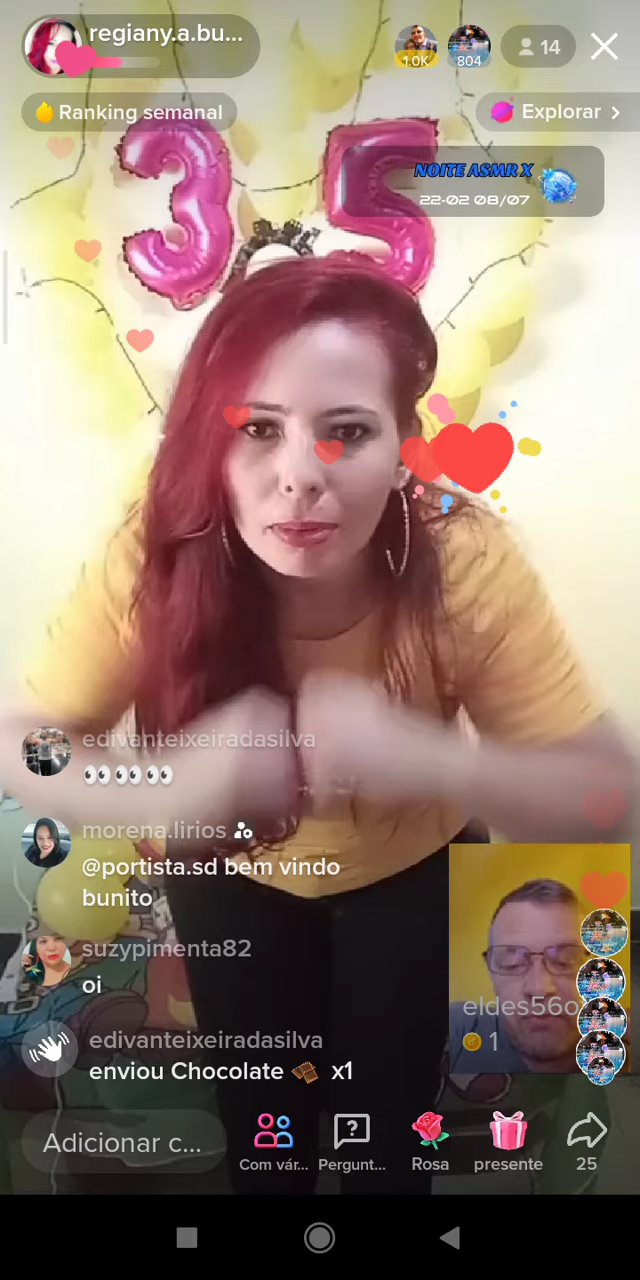 regiany.a.bu...
1.0K
804
14
Ranking semanal
Explorar >
35
NOITE ASMR X
22-02 08/07
edivanteixeiradasilva
👀👀👀👀
morena.lirios
@portista.sd bem vindo
bunito
suzypimenta82
oi
eldes56o
edivanteixeiradasilva
1
enviou Chocolate 🍫 x1
Adicionar c...
Com vár...
Pergunt...
Rosa
presente
25